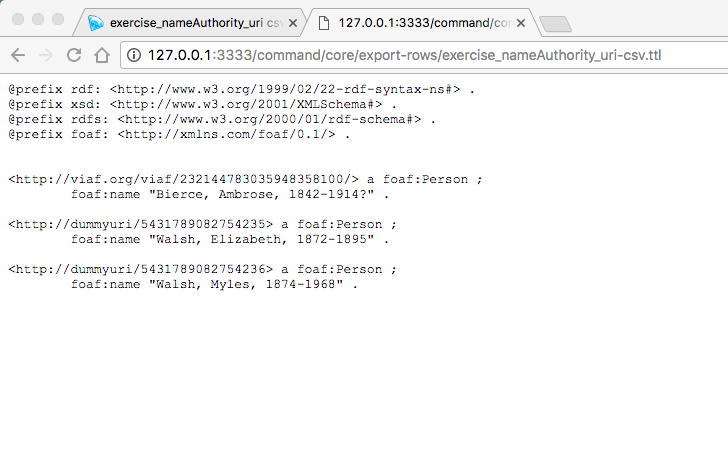 exercise_nameAuthority_uri csv
127.0.0.1:3333/command/cor
127.0.0.1:3333/command/core/export-rows/exercise_nameAuthority_uri-csv.ttl
@prefix rdf: <http://www.w3.org/1999/02/22-rdf-syntax-ns#> .
@prefix xsd: <http://www.w3.org/2001/XMLSchema#> .
@prefix rdfs: <http://www.w3.org/2000/01/rdf-schema#> .
@prefix foaf: <http://xmlns.com/foaf/0.1/> .
<http://viaf.org/viaf/232144783035948358100/> a foaf:Person ;
foaf:name "Bierce, Ambrose, 1842-1914?" .
<http://dummyuri/5431789082754235> a foaf:Person ;
foaf:name "Walsh, Elizabeth, 1872-1895" .
<http://dummyuri/5431789082754236> a foaf:Person ;
foaf:name "Walsh, Myles, 1874-1968" .